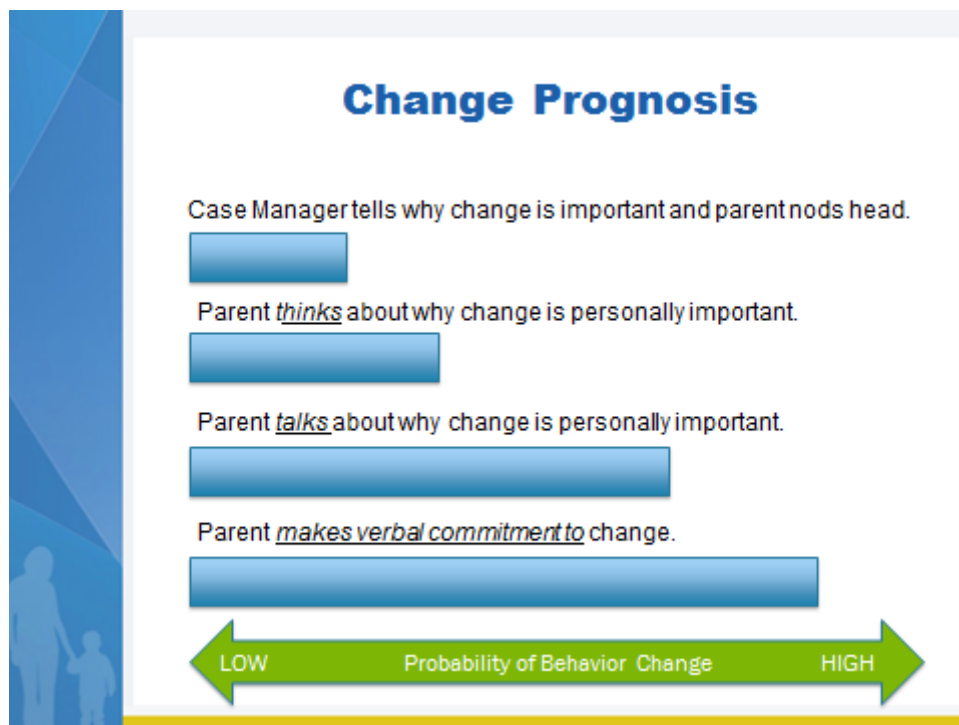 Change Prognosis
Case Manager tells why change is important and parent nods head.
Parent thinks about why change is personally important.
Parent talks about why change is personally important.
Parent makes verbal commitment to change.
LOW Probability of Behavior Change HIGH